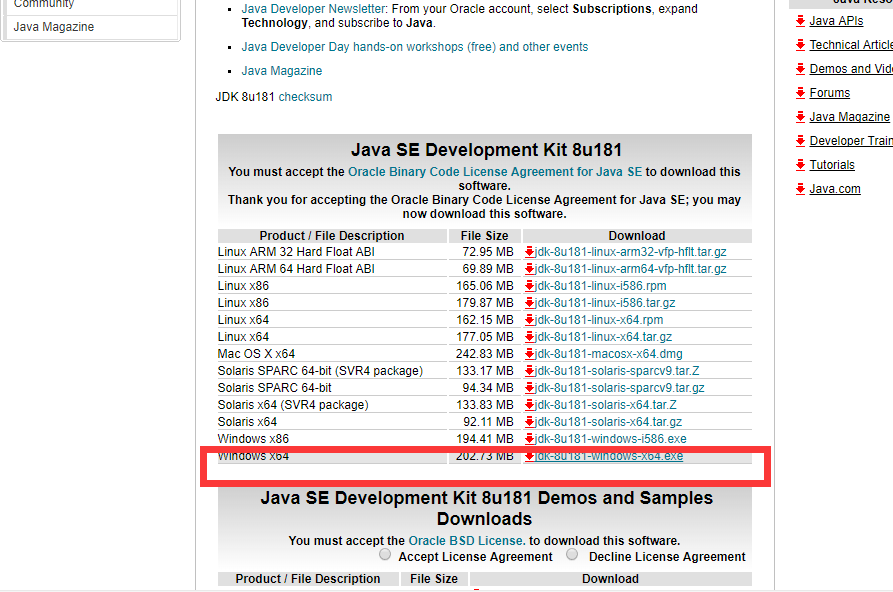 Community
Java Magazine
Java Developer Newsletter: From your Oracle account, select Subscriptions, expand
Technology, and subscribe to Java.
Java Developer Day hands-on workshops (free) and other events
Java Magazine
JDK 8u181 checksum
Java SE Development Kit 8u181
You must accept the Oracle Binary Code License Agreement for Java SE to download this
software.
Thank you for accepting the Oracle Binary Code License Agreement for Java SE; you may
now download this software.
Product / File Description File Size Download
Linux ARM 32 Hard Float ABI 72.95 MB jdk-8u181-linux-arm32-vfp-hflt.tar.gz
Linux ARM 64 Hard Float ABI 69.89 MB jdk-8u181-linux-arm64-vfp-hflt.tar.gz
Linux x86 165.06 MB jdk-8u181-linux-i586.rpm
Linux x86 179.87 MB jdk-8u181-linux-i586.tar.gz
Linux x64 162.15 MB jdk-8u181-linux-x64.rpm
Linux x64 177.05 MB jdk-8u181-linux-x64.tar.gz
Mac OS X x64 242.83 MB jdk-8u181-macosx-x64.dmg
Solaris SPARC 64-bit (SVR4 package) 133.17 MB jdk-8u181-solaris-sparcv9.tar.Z
Solaris SPARC 64-bit 94.34 MB jdk-8u181-solaris-sparcv9.tar.gz
Solaris x64 (SVR4 package) 133.83 MB jdk-8u181-solaris-x64.tar.Z
Solaris x64 92.11 MB jdk-8u181-solaris-x64.tar.gz
Windows x86 194.41 MB jdk-8u181-windows-i586.exe
Windows x64 202.73 MB jdk-8u181-windows-x64.exe
Java SE Development Kit 8u181 Demos and Samples
Downloads
You must accept the Oracle BSD License. to download this software.
Accept License Agreement Decline License Agreement
Product / File Description File Size Download
Java
Java APIs
Technical Article
Demos and Vid
Forums
Java Magazine
Developer Train
Tutorials
Java.com